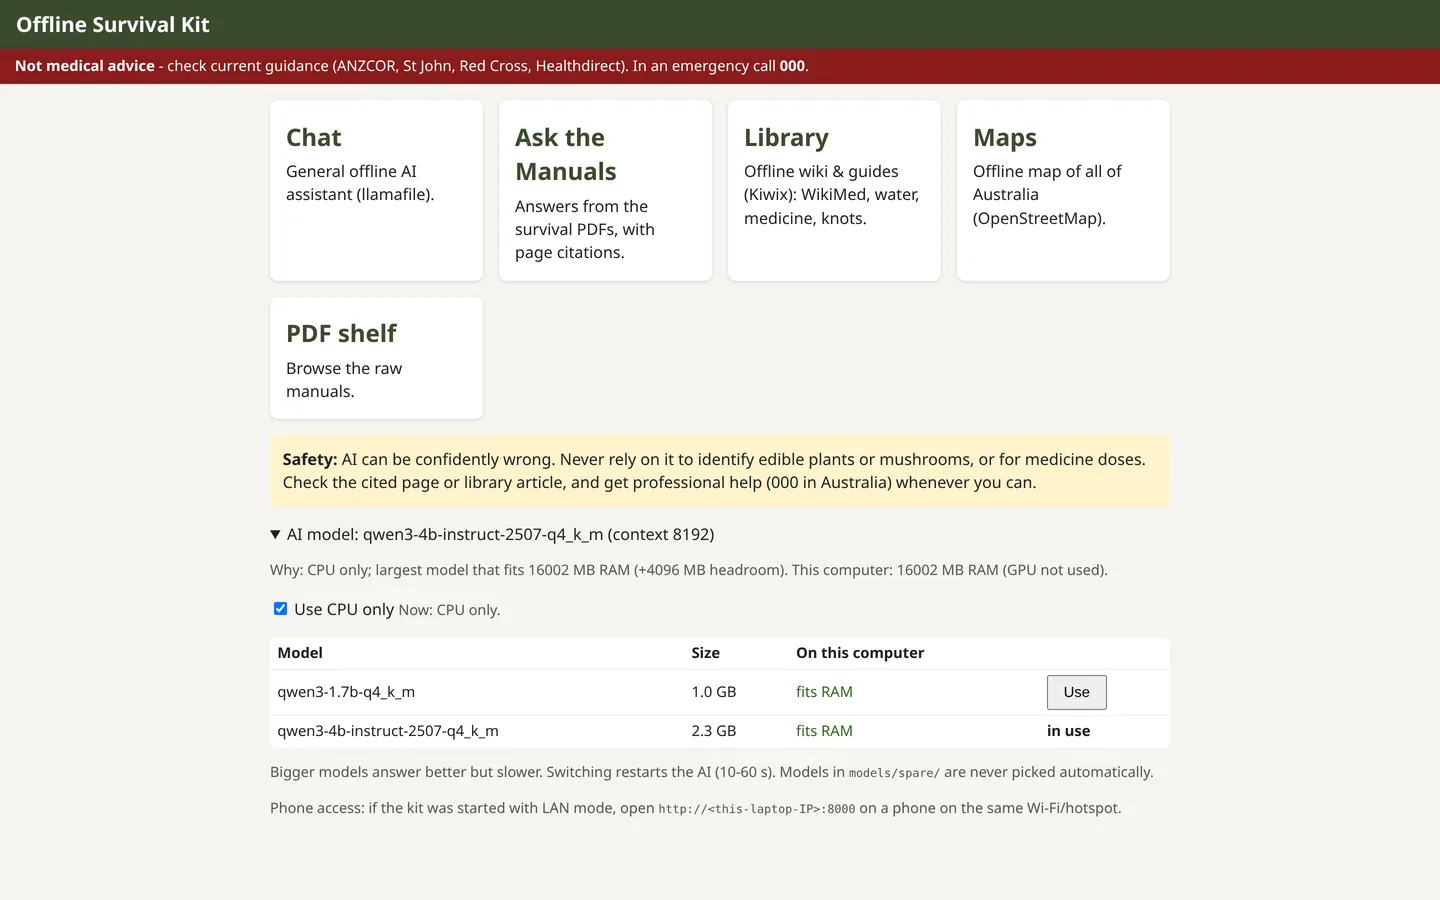 Offline Survival Kit
Not medical advice - check current guidance (ANZCOR, St John, Red Cross, Healthdirect). In an emergency call 000.
Chat
General offline AI
assistant (llamafile).
Ask the
Manuals
Answers from the
survival PDFs, with
page citations.
Library
Offline wiki & guides
(Kiwix): WikiMed, water,
medicine, knots.
Maps
Offline map of all of
Australia
(OpenStreetMap).
PDF shelf
Browse the raw
manuals.
Safety: AI can be confidently wrong. Never rely on it to identify edible plants or mushrooms, or for medicine doses.
Check the cited page or library article, and get professional help (000 in Australia) whenever you can.
▼ AI model: qwen3-4b-instruct-2507-q4_k_m (context 8192)
Why: CPU only; largest model that fits 16002 MB RAM (+4096 MB headroom). This computer: 16002 MB RAM (GPU not used).
Use CPU only Now: CPU only.
Model Size On this computer
qwen3-1.7b-q4_k_m 1.0 GB fits RAM Use
qwen3-4b-instruct-2507-q4_k_m 2.3 GB fits RAM in use
Bigger models answer better but slower. Switching restarts the AI (10-60 s). Models in models/spare/ are never picked automatically.
Phone access: if the kit was started with LAN mode, open http://<this-laptop-IP>:8000 on a phone on the same Wi-Fi/hotspot.